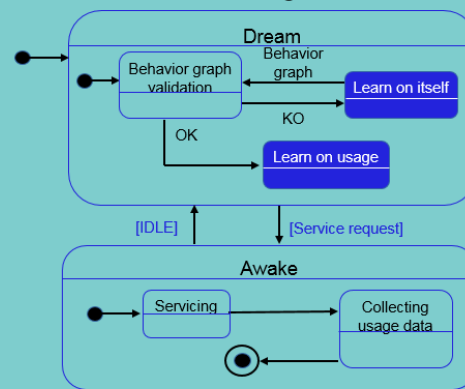 Dream
Behavior graph
validation
Behavior
graph
Learn on itself
KO
OK
Learn on usage
[IDLE]
[Service request]
Awake
Servicing
Collecting
usage data